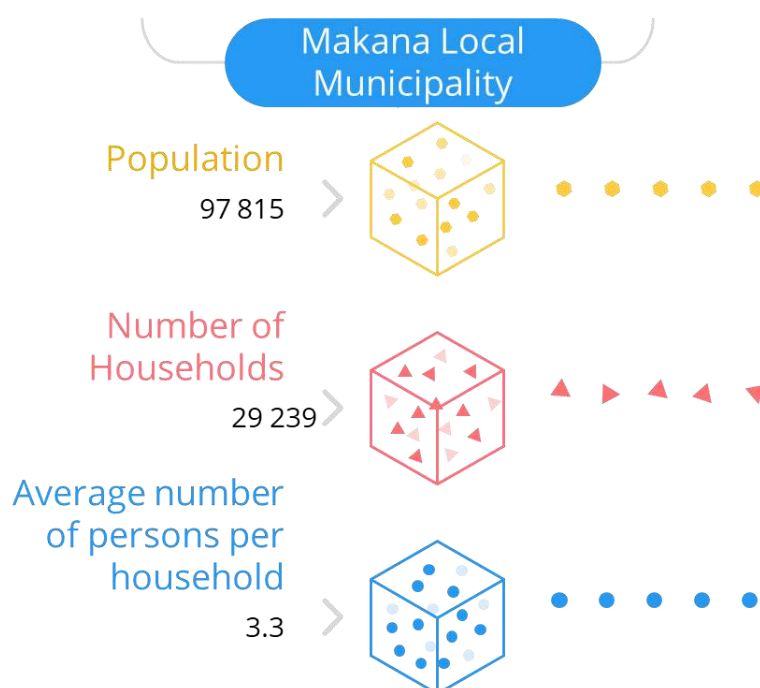 Makana Local
Municipality
Population
97 815
Number of
Households
29 239
Average number
of persons per
household
3.3